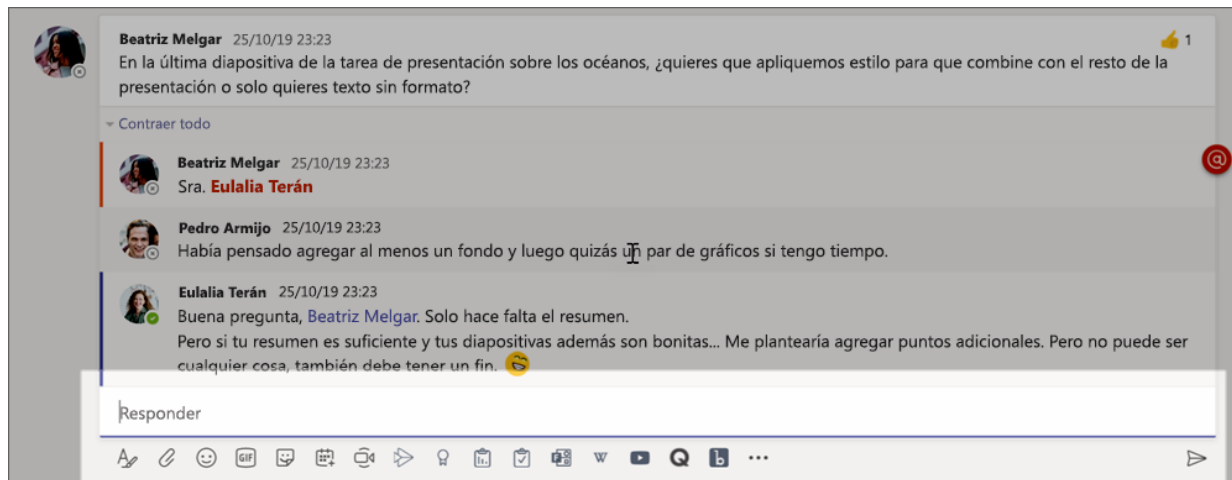 Beatriz Melgar 25/10/19 23:23
1
En la última diapositiva de la tarea de presentación sobre los océanos, ¿quieres que apliquemos estilo para que combine con el resto de la
presentación o solo quieres texto sin formato?
Contraer todo
Beatriz Melgar 25/10/19 23:23
@
Sra. Eulalia Terán
Pedro Armijo 25/10/19 23:23
Había pensado agregar al menos un fondo y luego quizás un par de gráficos si tengo tiempo.
Eulalia Terán 25/10/19 23:23
Buena pregunta, Beatriz Melgar. Solo hace falta el resumen.
Pero si tu resumen es suficiente y tus diapositivas además son bonitas... Me plantearía agregar puntos adicionales. Pero no puede ser
cualquier cosa, también debe tener un fin.
Responder
GIF W Q b